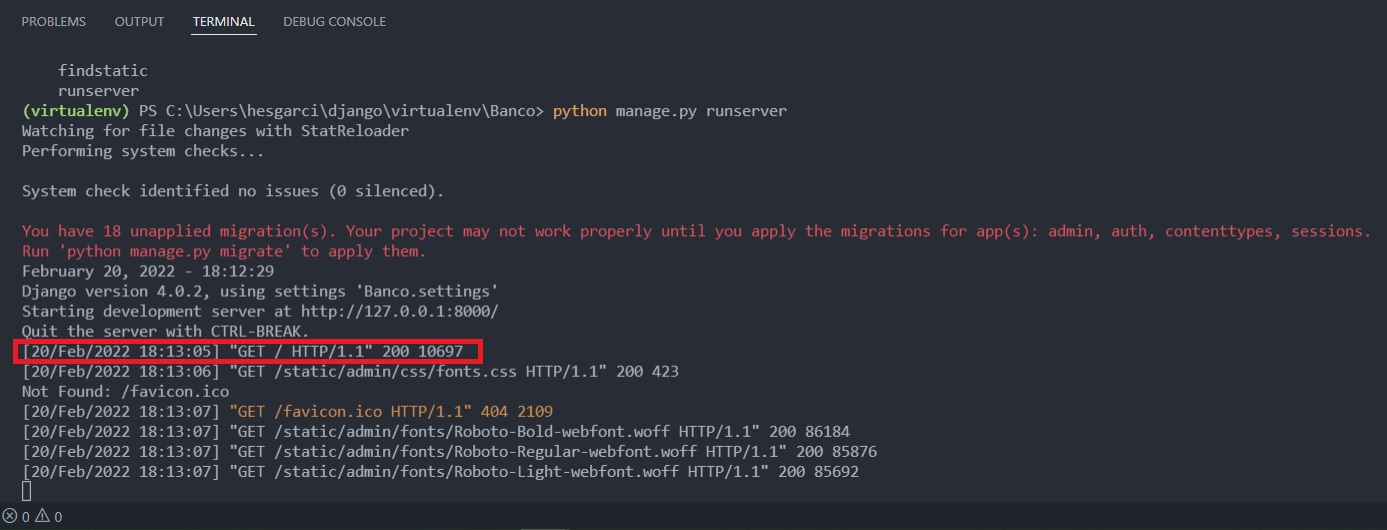 PROBLEMS OUTPUT TERMINAL DEBUG CONSOLE
findstatic
runserver
(virtualenv) PS C:\Users\hesgarci\django\virtualenv\Banco> python manage.py runserver
Watching for file changes with StatReloader
Performing system checks...
System check identified no issues (0 silenced).
You have 18 unapplied migration(s). Your project may not work properly until you apply the migrations for app(s): admin, auth, contenttypes, sessions.
Run 'python manage.py migrate' to apply them.
February 20, 2022 - 18:12:29
Django version 4.0.2, using settings 'Banco.settings'
Starting development server at http://127.0.0.1:8000/
Quit the server with CTRL-BREAK.
[20/Feb/2022 18:13:05] "GET / HTTP/1.1" 200 10697
[20/Feb/2022 18:13:06] "GET /static/admin/css/fonts.css HTTP/1.1" 200 423
Not Found: /favicon.ico
[20/Feb/2022 18:13:07] "GET /favicon.ico HTTP/1.1" 404 2109
[20/Feb/2022 18:13:07] "GET /static/admin/fonts/Roboto-Bold-webfont.woff HTTP/1.1" 200 86184
[20/Feb/2022 18:13:07] "GET /static/admin/fonts/Roboto-Regular-webfont.woff HTTP/1.1" 200 85876
[20/Feb/2022 18:13:07] "GET /static/admin/fonts/Roboto-Light-webfont.woff HTTP/1.1" 200 85692
0 0